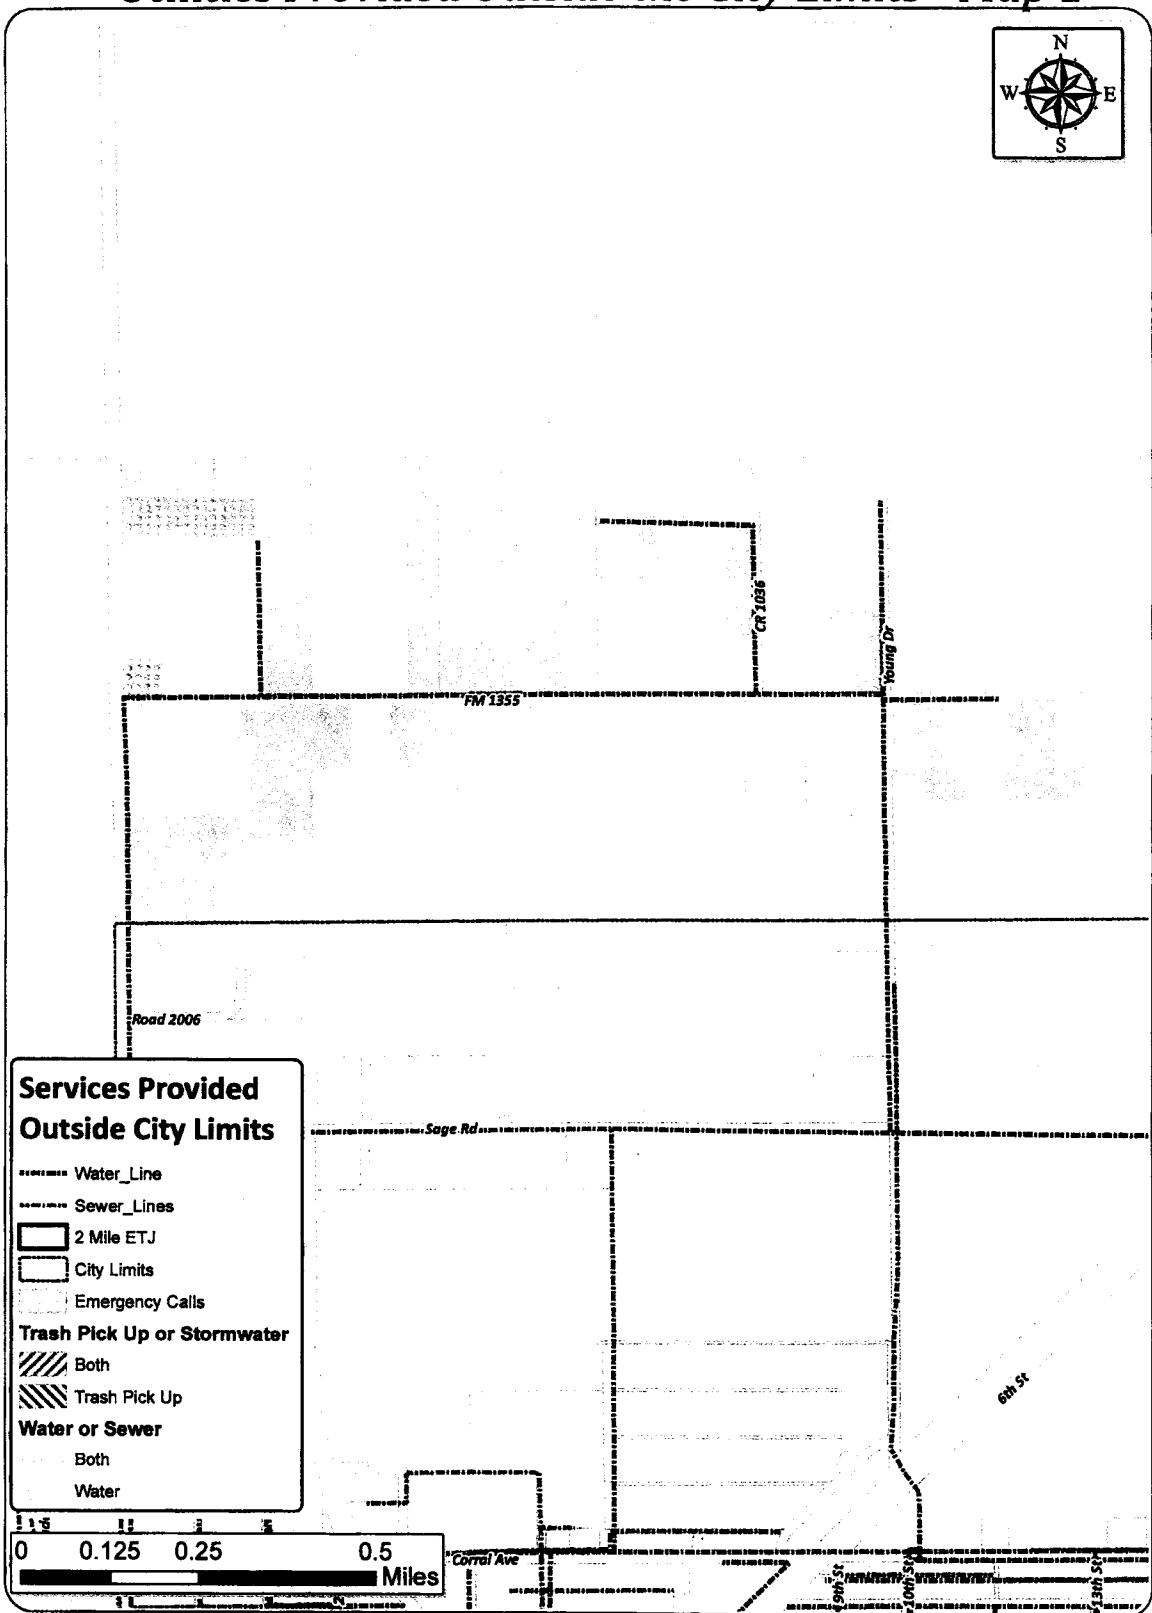 N
W E
S
CR 1036
Young Dr
FM 1355
Road 2006
Services Provided
Outside City Limits
Sage Rd
Water_Line
Sewer_Lines
2 Mile ETJ
City Limits
Emergency Calls
Trash Pick Up or Stormwater
Both
Trash Pick Up
Water or Sewer
Both
Water
6th St
0 0.125 0.25 0.5
Miles
Corral Ave
9th St
10th St
13th St